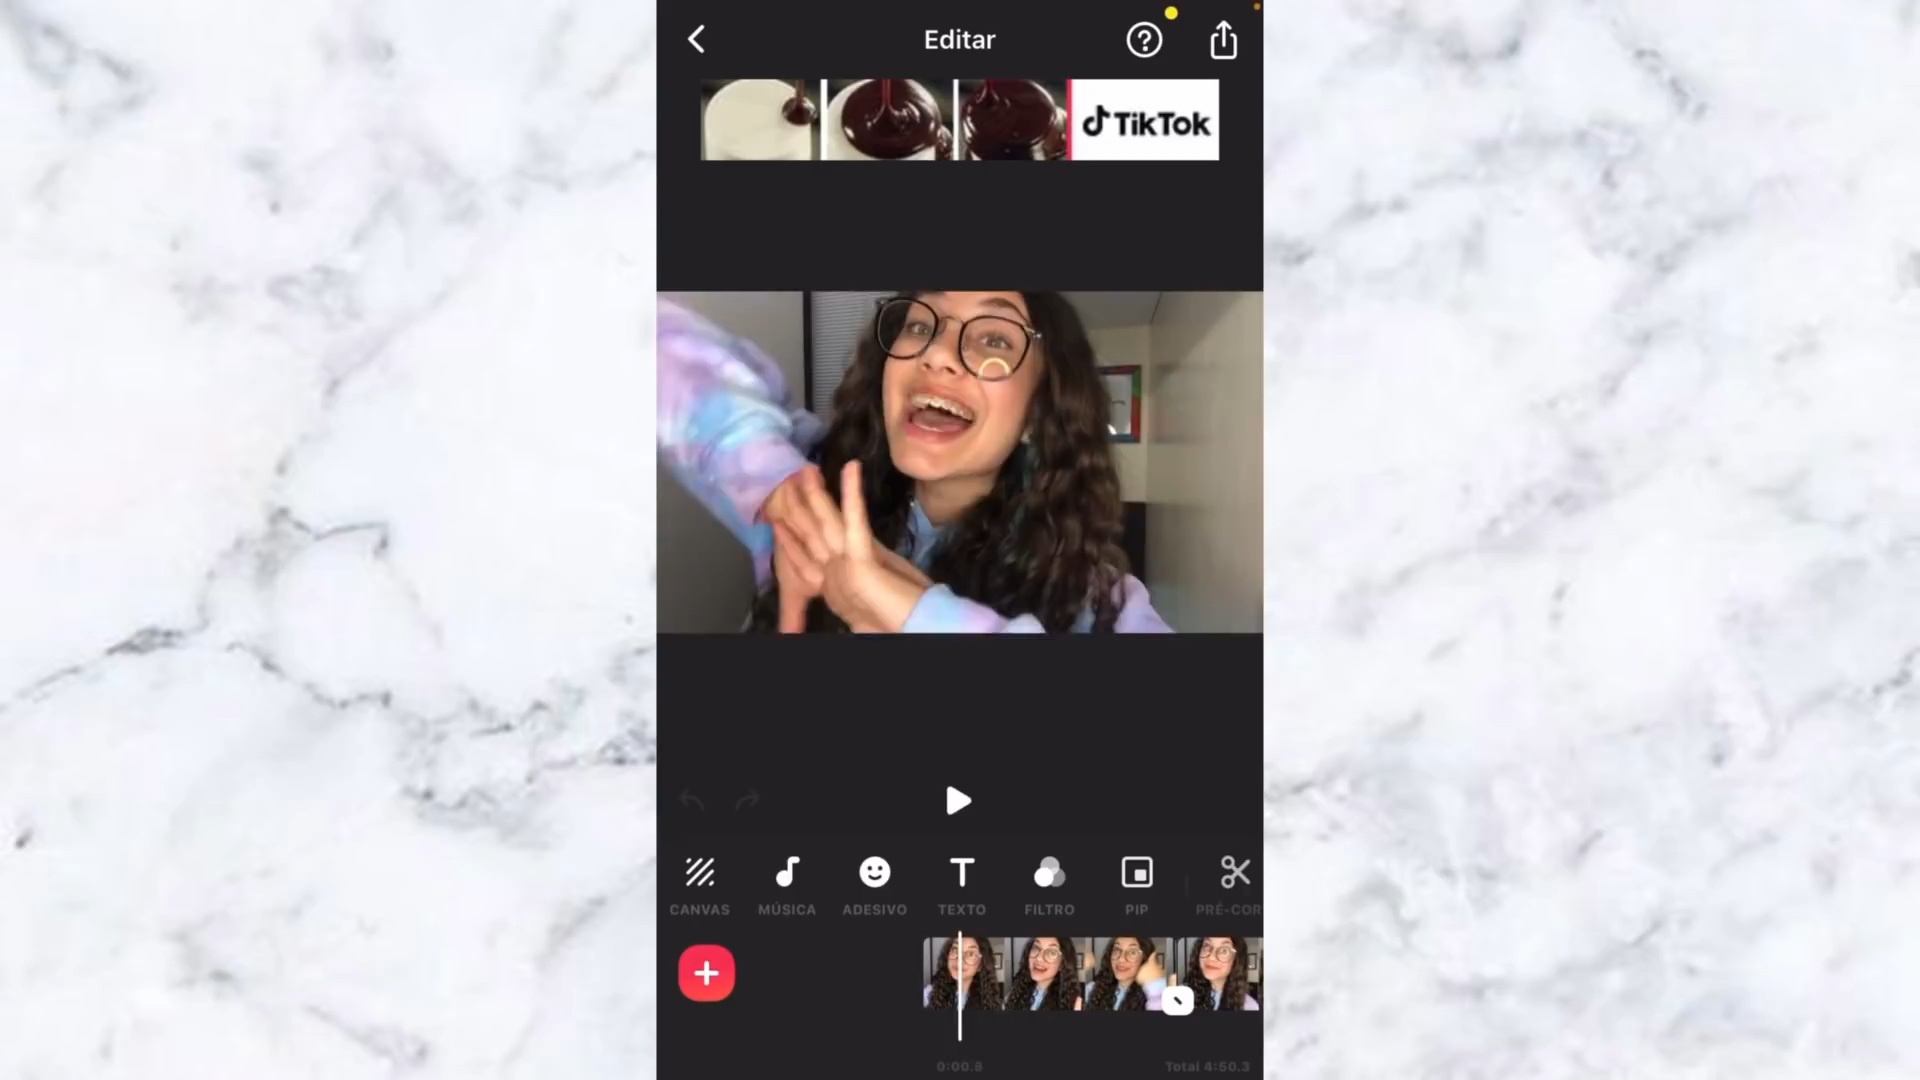 Editar
TikTok
CANVAS MÚSICA ADESIVO TEXTO FILTRO PIP PRÉ-COR
0:00.8 Total 4:50.3